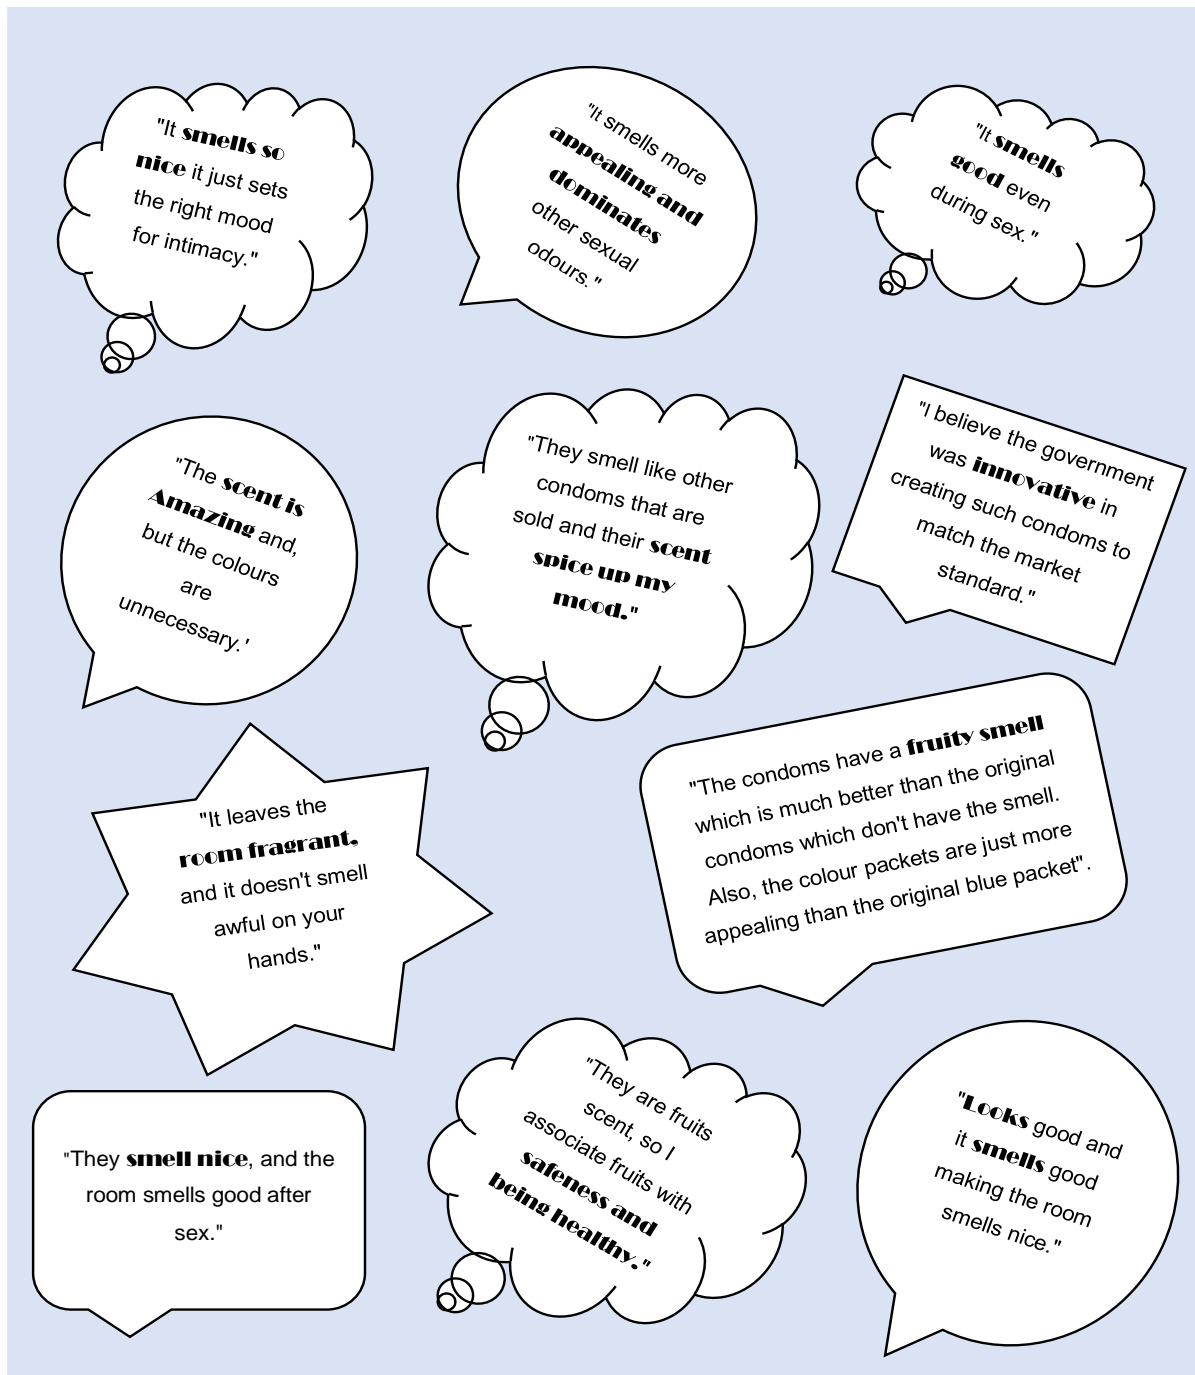 "It smells so
nice it just sets
the right mood
for intimacy."
"It smells more
appealing and
dominates
other sexual
odours."
"It smells
good even
during sex."
"The scent is
Amazing and,
but the colours
are
unnecessary.'
"They smell like other
condoms that are
sold and their scent
spice up my
mood."
"I believe the government
was innovative in
creating such condoms to
match the market
standard."
"It leaves the
room fragrant,
and it doesn't smell
awful on your
hands."
"The condoms have a fruity smell
which is much better than the original
condoms which don't have the smell.
Also, the colour packets are just more
appealing than the original blue packet".
"They smell nice, and the
room smells good after
sex."
"They are fruits
scent, so I
associate fruits with
safeness and
being healthy."
"Looks good and
it smells good
making the room
smells nice."